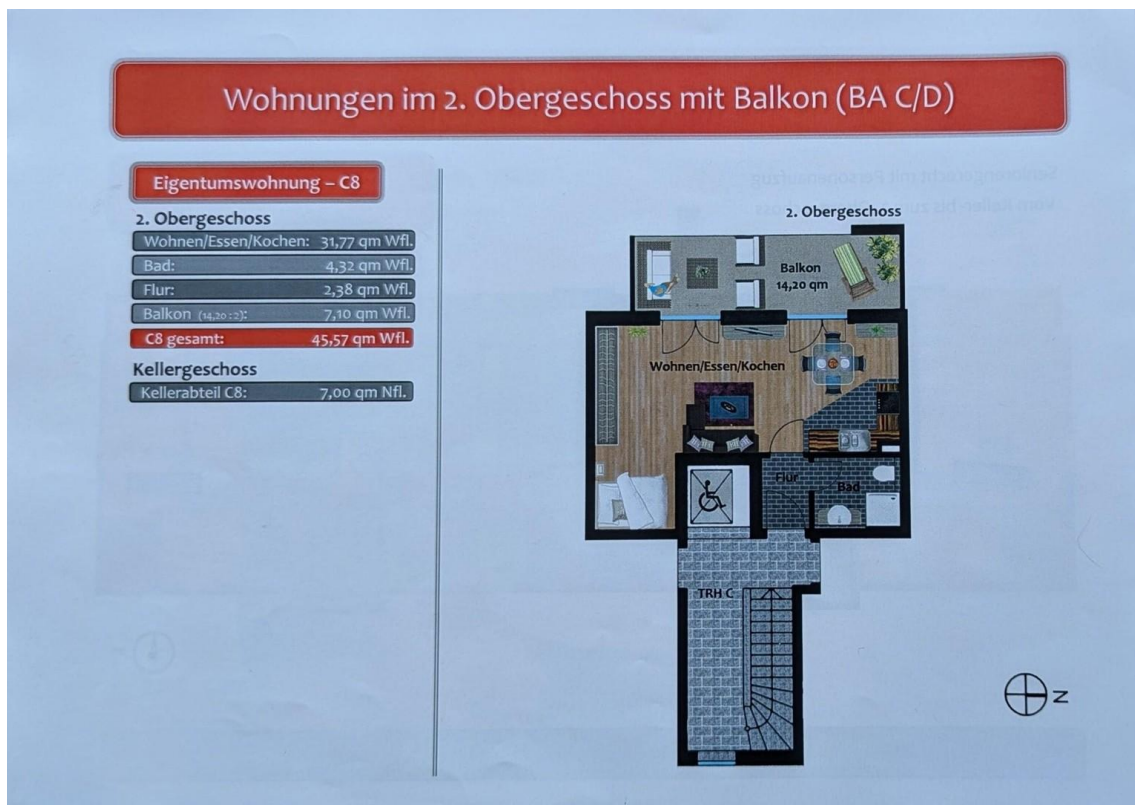 Wohnungen im 2. Obergeschoss mit Balkon (BA C/D)
Eigentumswohnung – C8
2. Obergeschoss
Wohnen/Essen/Kochen: 31,77 qm Wfl.
Bad: 4,32 qm Wfl.
Flur: 2,38 qm Wfl.
Balkon (14,20 : 2): 7,10 qm Wfl.
C8 gesamt: 45,57 qm Wfl.
Kellergeschoss
Kellerabteil C8: 7,00 qm Nfl.
2. Obergeschoss
Balkon
14,20 qm
Wohnen/Essen/Kochen
Flur
Bad
TRH C
N